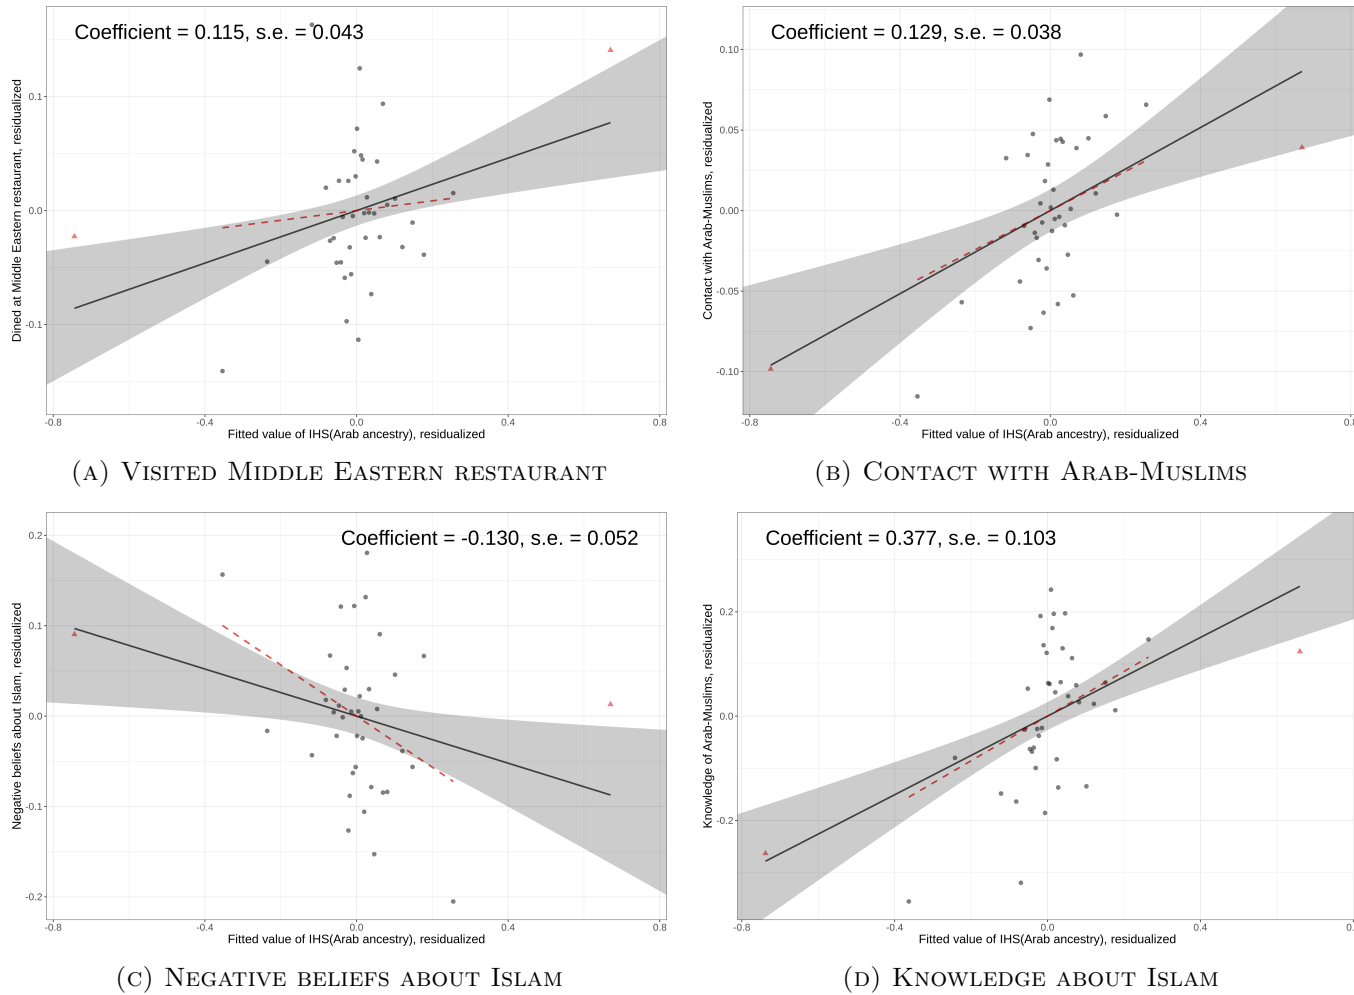 Coefficient = 0.115, s.e. = 0.043
Dined at Middle Eastern restaurant, residualized
0.1
0.0
-0.1
-0.8 -0.4 0.0 0.4 0.8
Fitted value of IHS(Arab ancestry), residualized
(A) Visited Middle Eastern restaurant
Coefficient = 0.129, s.e. = 0.038
Contact with Arab-Muslims, residualized
0.10
0.05
0.00
-0.05
-0.10
-0.8 -0.4 0.0 0.4
Fitted value of IHS(Arab ancestry), residualized
(B) Contact with Arab-Muslims
Coefficient = -0.130, s.e. = 0.052
Negative beliefs about Islam, residualized
0.2
0.1
0.0
-0.1
-0.2
-0.8 -0.4 0.0 0.4 0.8
Fitted value of IHS(Arab ancestry), residualized
(C) Negative beliefs about Islam
Coefficient = 0.377, s.e. = 0.103
Knowledge of Arab-Muslims, residualized
0.2
0.0
-0.2
-0.8 -0.4 0.0 0.4
Fitted value of IHS(Arab ancestry), residualized
(D) Knowledge about Islam